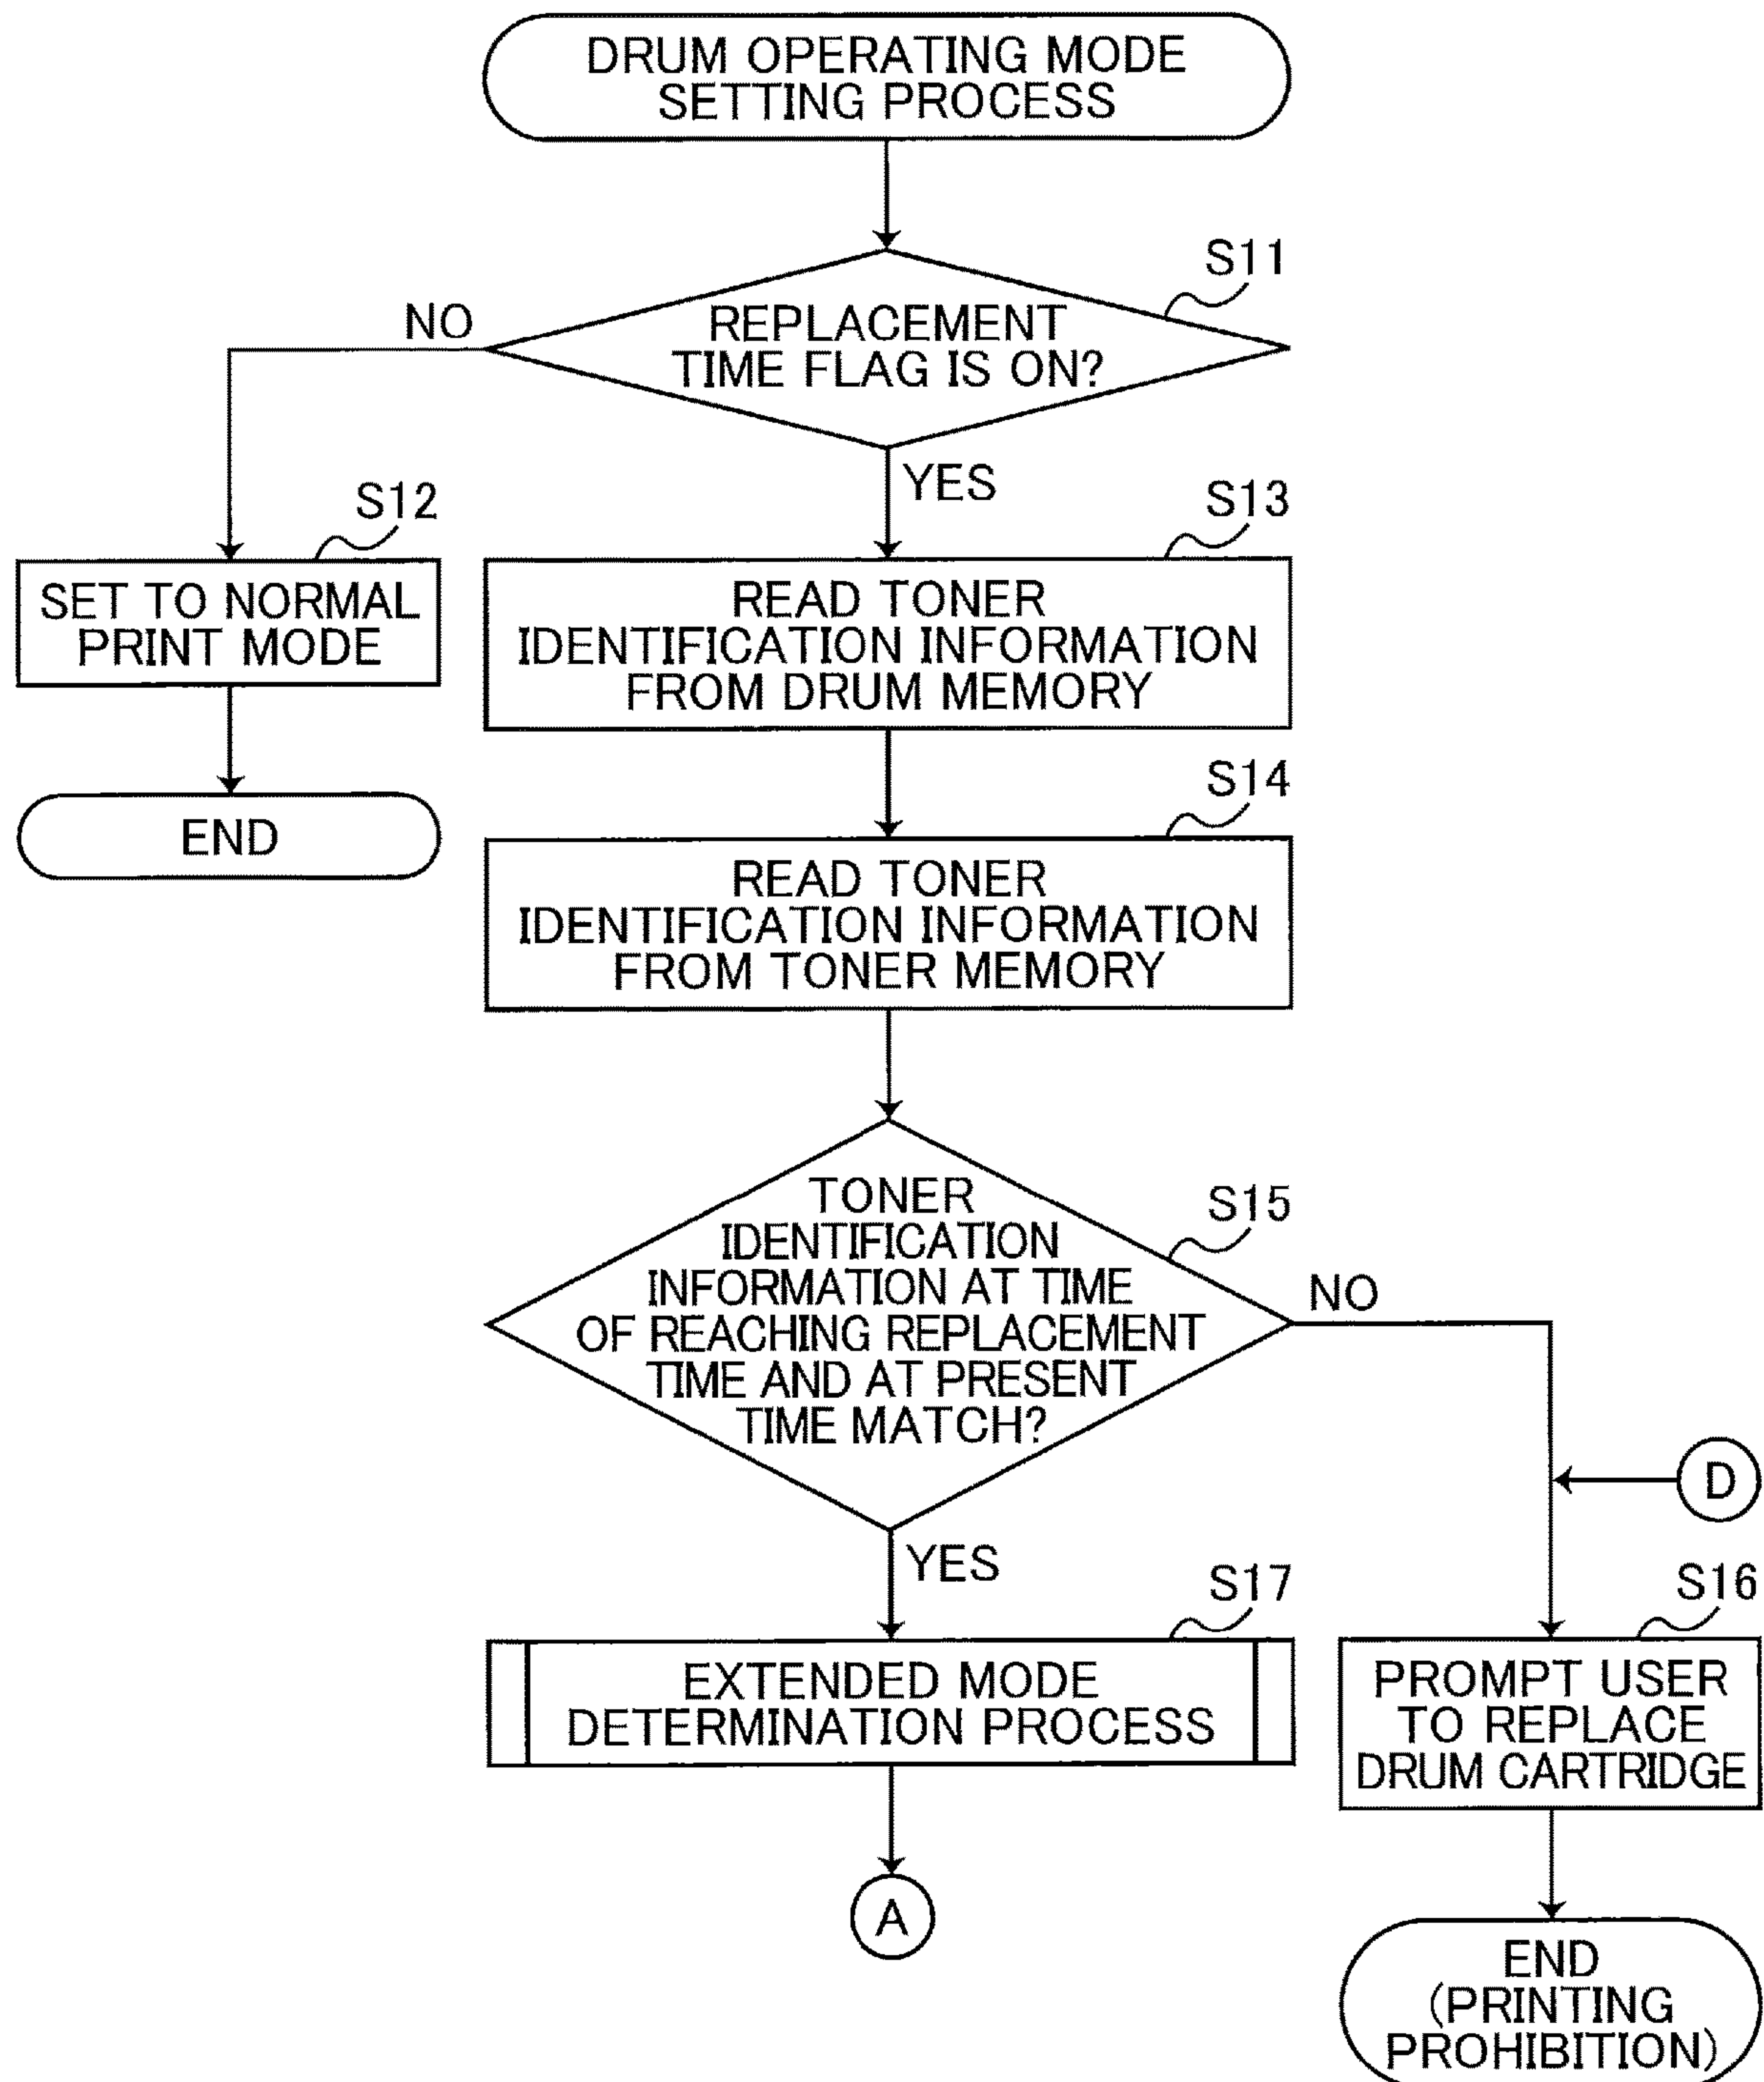 DRUM OPERATING MODE
SETTING PROCESS
S11
NO
REPLACEMENT
TIME FLAG IS ON?
YES
S12
S13
SET TO NORMAL
PRINT MODE
READ TONER
IDENTIFICATION INFORMATION
FROM DRUM MEMORY
END
S14
READ TONER
IDENTIFICATION INFORMATION
FROM TONER MEMORY
S15
TONER
IDENTIFICATION
INFORMATION AT TIME
OF REACHING REPLACEMENT
TIME AND AT PRESENT
TIME MATCH?
NO
D
YES
S17
S16
EXTENDED MODE
DETERMINATION PROCESS
PROMPT USER
TO REPLACE
DRUM CARTRIDGE
A
END
(PRINTING
PROHIBITION)